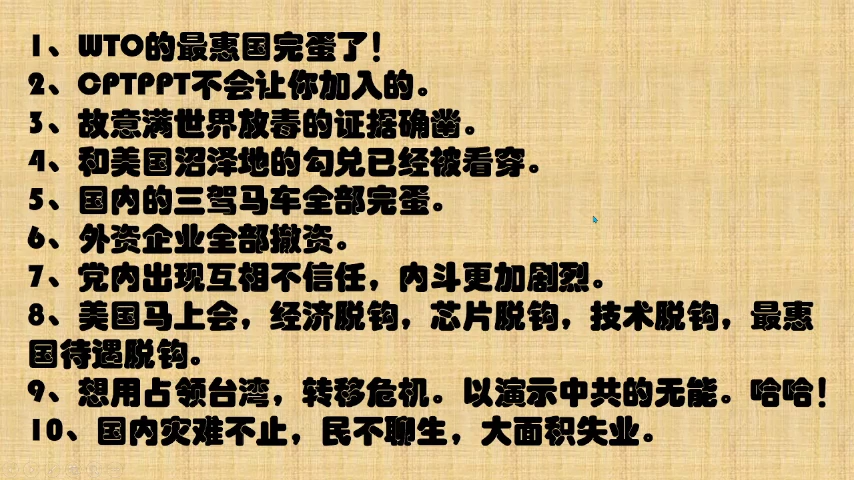 1、WTO的最惠国完蛋了！
2、CPTPPT不会让你加入的。
3、故意满世界放毒的证据确凿。
4、和美国沼泽地的勾兑已经被看穿。
5、国内的三驾马车全部完蛋。
6、外资企业全部撤资。
7、党内出现互相不信任，内斗更加剧烈。
8、美国马上会，经济脱钩，芯片脱钩，技术脱钩，最惠
国待遇脱钩。
9、想用占领台湾，转移危机。以演示中共的无能。哈哈！
10、国内灾难不止，民不聊生，大面积失业。